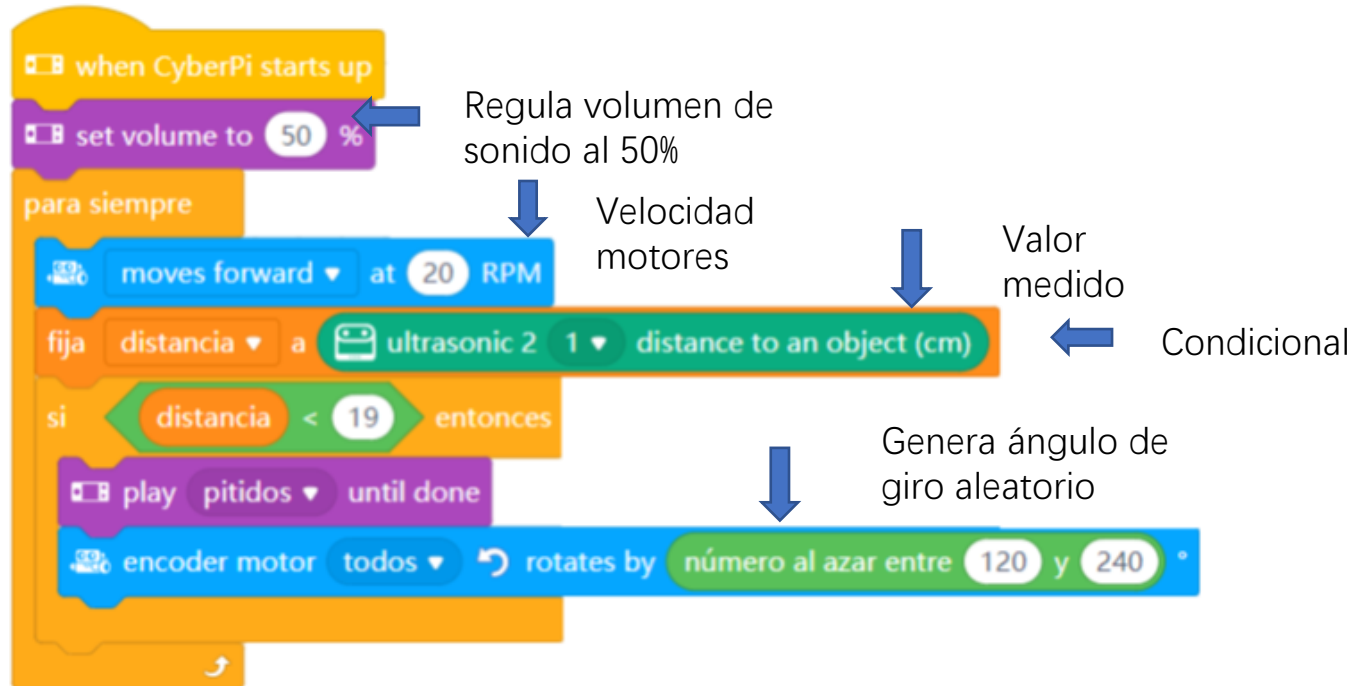 when CyberPi starts up
set volume to 50 %
Regula volumen de
sonido al 50%
para siempre
Velocidad
motores
moves forward at 20 RPM
Valor
medido
fija distancia a ultrasonic 2 1 distance to an object (cm)
Condicional
si distancia < 19 entonces
Genera ángulo de
giro aleatorio
play pitidos until done
encoder motor todos rotates by número al azar entre 120 y 240 °